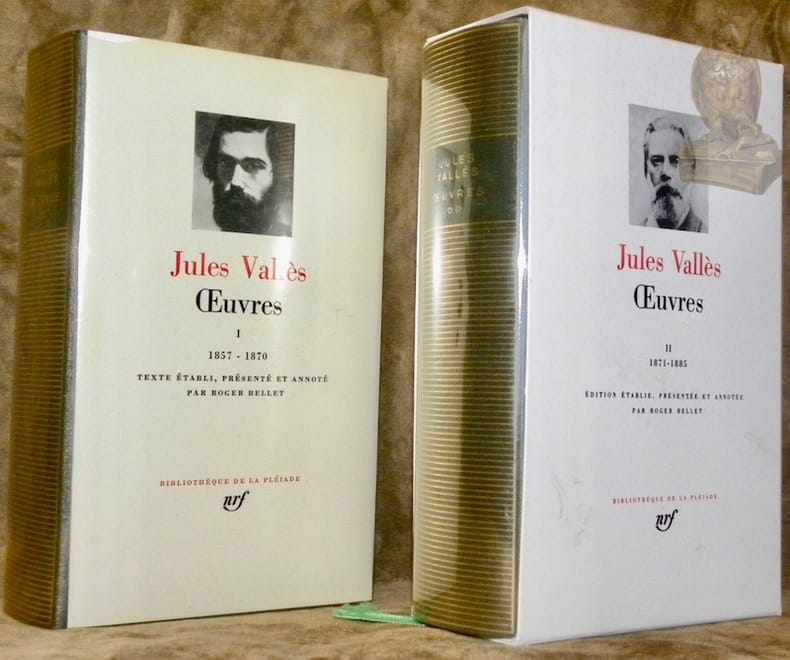 Jules Vallès
Œuvres
I
1857 - 1870
TEXTE ÉTABLI, PRÉSENTÉ ET ANNOTÉ
PAR ROGER BELLET
BIBLIOTHÈQUE DE LA PLÉIADE
nrf
JULES
VALLÈS
ŒUVRES
Jules Vallès
Œuvres
II
1871-1885
ÉDITION ÉTABLIE, PRÉSENTÉE ET ANNOTÉE
PAR ROGER BELLET
BIBLIOTHÈQUE DE LA PLÉIADE
nrf